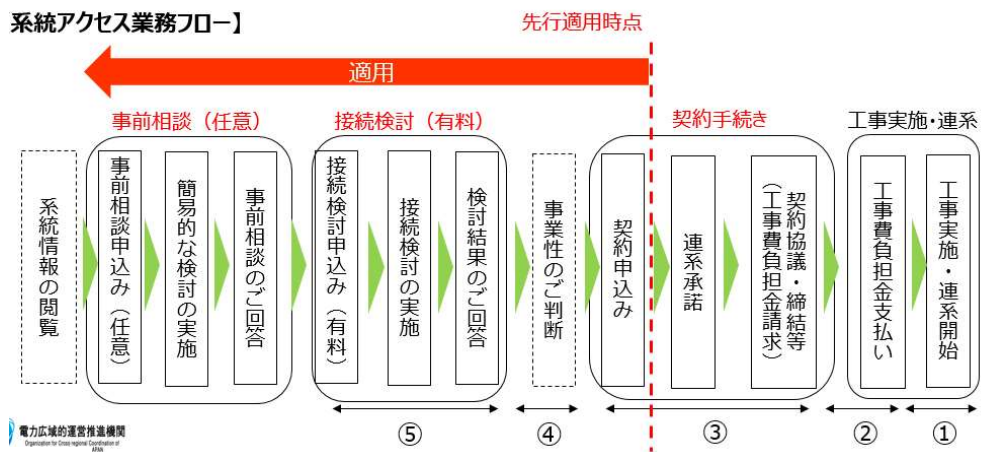 系統アクセス業務フロー】
先行適用時点
適用
事前相談（任意）
接続検討（有料）
契約手続き
工事実施・連系
系統情報の閲覧
事前相談申込み（任意）
簡易的な検討の実施
事前相談のご回答
接続検討申込み（有料）
接続検討の実施
検討結果のご回答
事業性のご判断
契約申込み
連系承諾
契約協議・締結等
（工事費負担金請求）
工事費負担金支払い
工事実施・連系開始
⑤
④
③
②
①
電力広域的運営推進機関
Organization for Cross-regional Coordination of
APAN